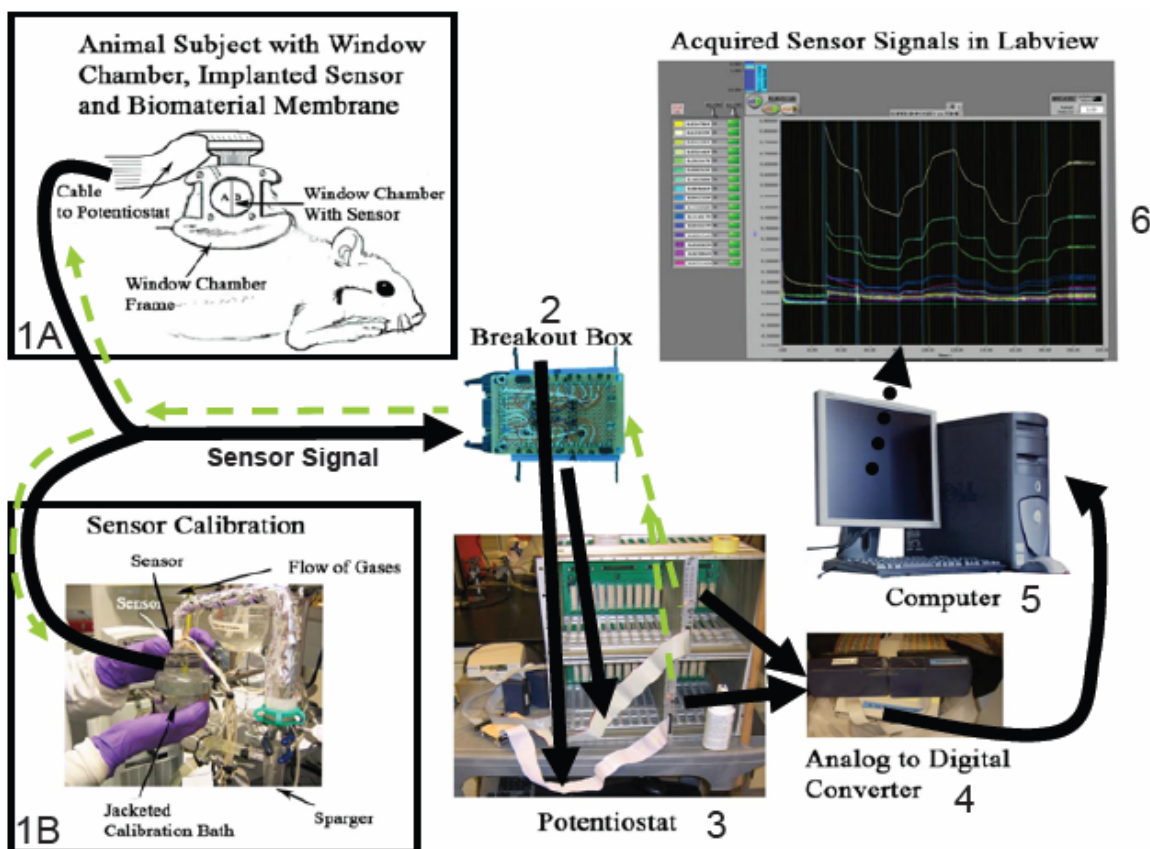 Animal Subject with Window
Chamber, Implanted Sensor
and Biomaterial Membrane
Cable
to Potentiostat
A B
Window Chamber
With Sensor
Window Chamber
Frame
1A
Sensor Signal
2
Breakout Box
Acquired Sensor Signals in Labview
6
Sensor Calibration
Sensor
Flow of Gases
Sensor
Jacketed
Calibration Bath
Sparger
1B
Potentiostat 3
Computer 5
Analog to Digital
Converter 4